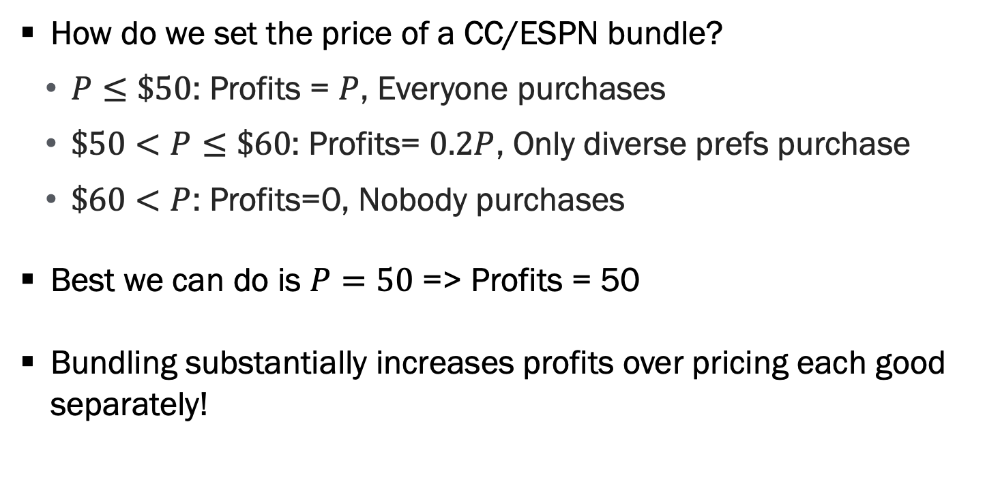 ▪ How do we set the price of a CC/ESPN bundle?
• P ≤ $50: Profits = P, Everyone purchases
• $50 < P ≤ $60: Profits= 0.2P, Only diverse prefs purchase
• $60 < P: Profits=0, Nobody purchases
▪ Best we can do is P = 50 => Profits = 50
▪ Bundling substantially increases profits over pricing each good
separately!